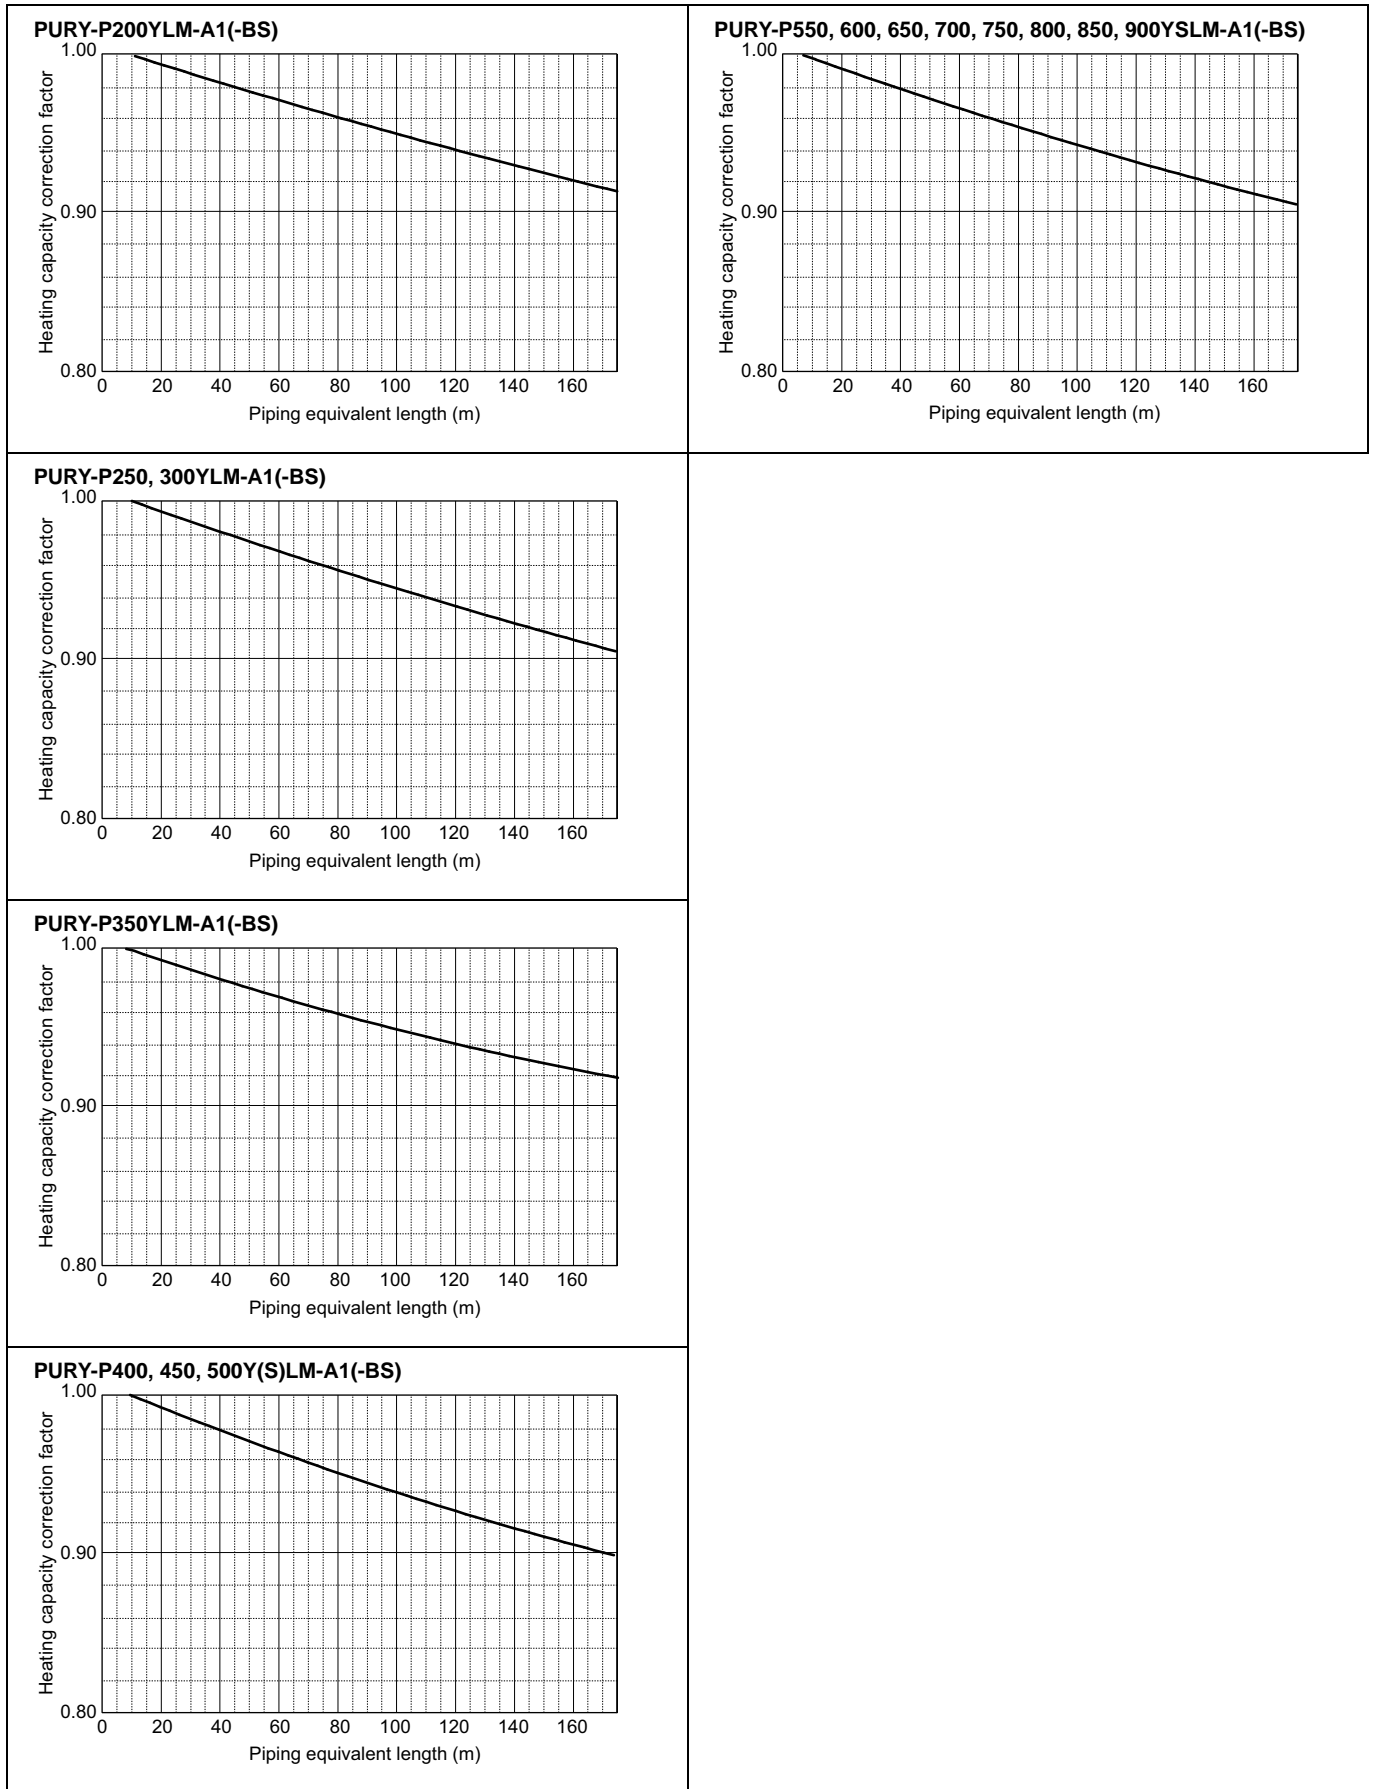 PURY-P200YLM-A1(-BS)
Heating capacity correction factor
1.00
0.90
0.80
0 20 40 60 80 100 120 140 160
Piping equivalent length (m)
PURY-P550, 600, 650, 700, 750, 800, 850, 900YSLM-A1(-BS)
Heating capacity correction factor
1.00
0.90
0.80
0 20 40 60 80 100 120 140 160
Piping equivalent length (m)
PURY-P250, 300YLM-A1(-BS)
Heating capacity correction factor
1.00
0.90
0.80
0 20 40 60 80 100 120 140 160
Piping equivalent length (m)
PURY-P350YLM-A1(-BS)
Heating capacity correction factor
1.00
0.90
0.80
0 20 40 60 80 100 120 140 160
Piping equivalent length (m)
PURY-P400, 450, 500Y(S)LM-A1(-BS)
Heating capacity correction factor
1.00
0.90
0.80
0 20 40 60 80 100 120 140 160
Piping equivalent length (m)